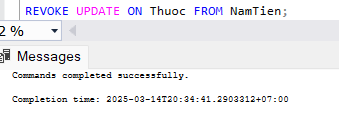 REVOKE UPDATE ON Thuoc FROM NamTien;
2 %
Messages
Commands completed successfully.
Completion time: 2025-03-14T20:34:41.2903312+07:00